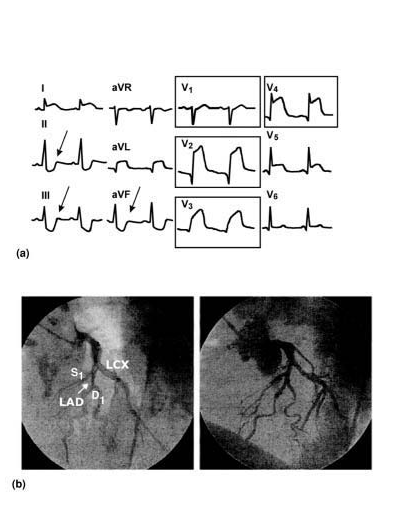 I aVR V1 V4
II aVL V2 V5
III aVF V3 V6
(a)
S1 LCX
LAD D1
(b)